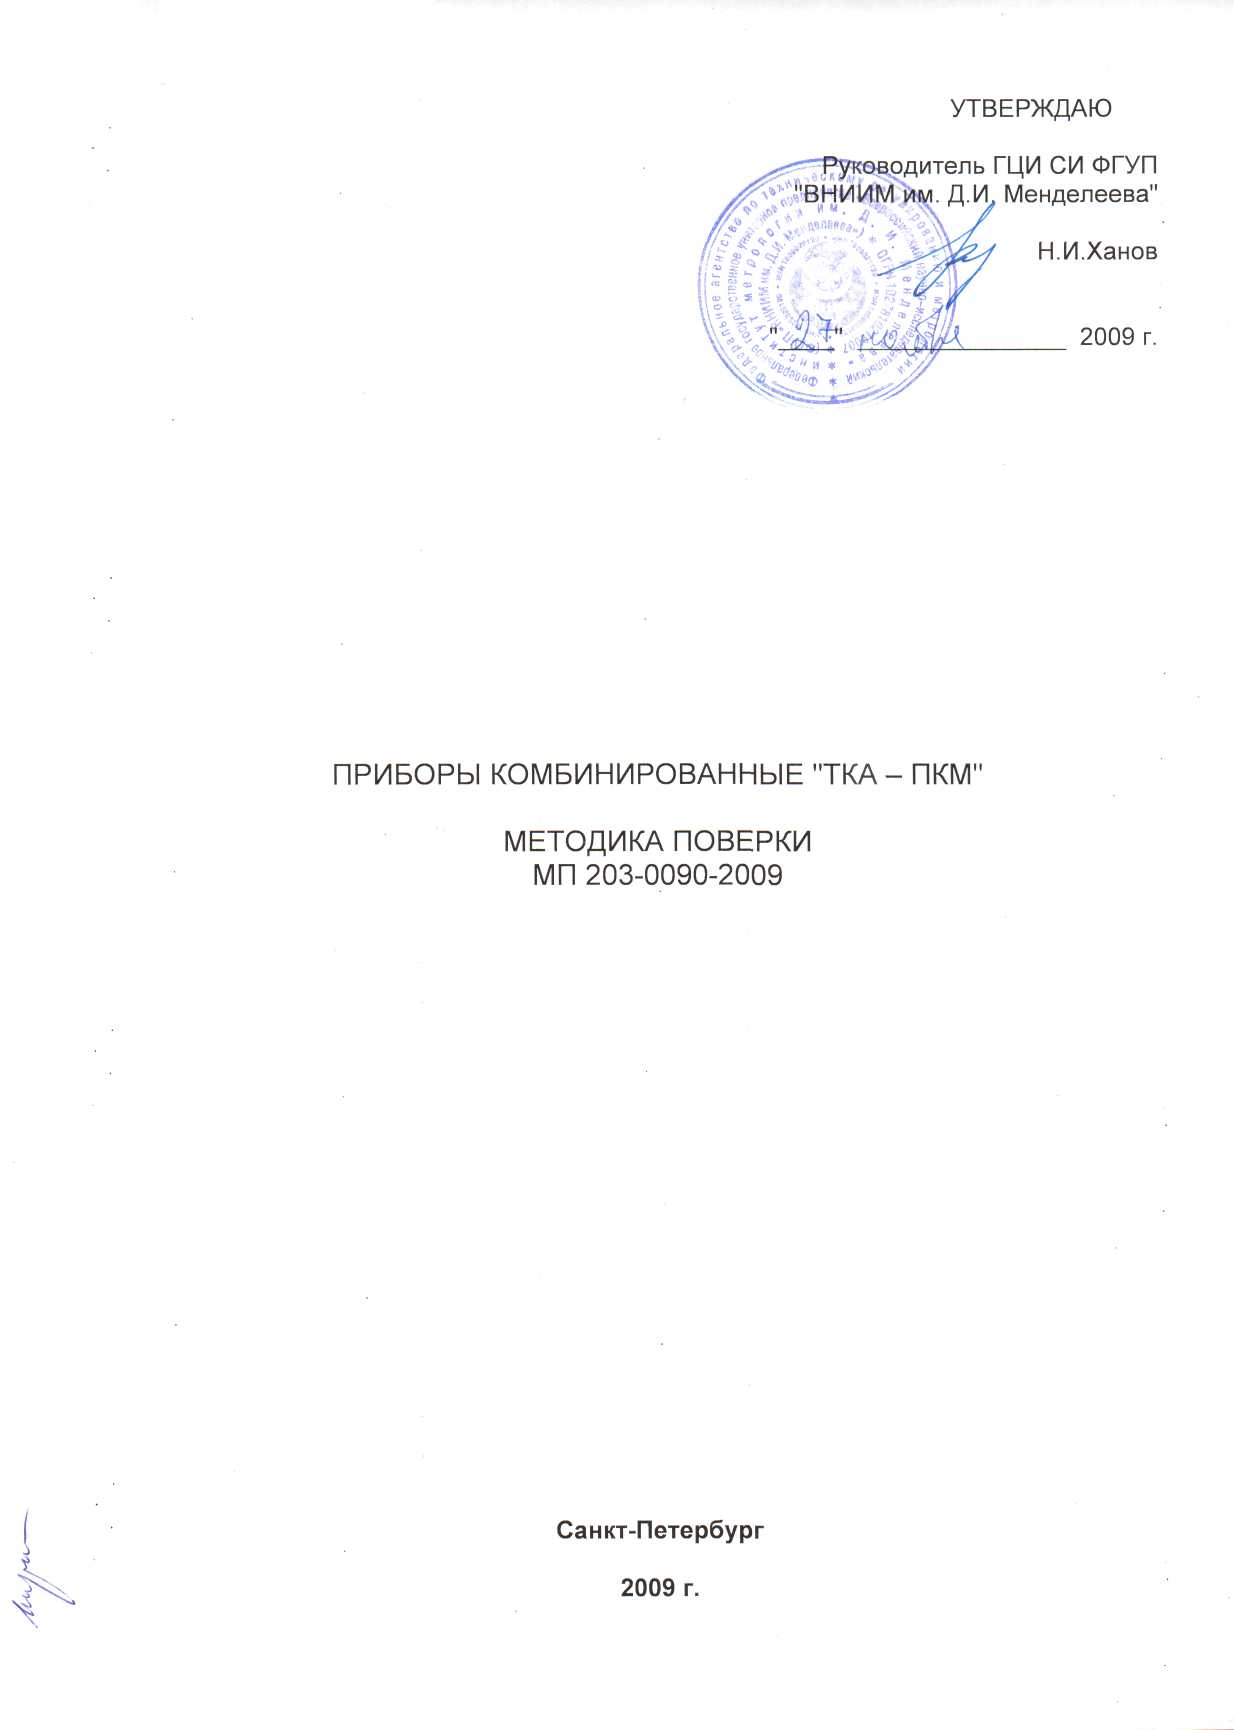 УТВЕРЖДАЮ
Руководитель ГЦИ СИ ФГУП
"ВНИИМ им. Д.И. Менделеева"
Н.И.Ханов
"27" 2009 г.
ПРИБОРЫ КОМБИНИРОВАННЫЕ "ТКА – ПКМ"
МЕТОДИКА ПОВЕРКИ
МП 203-0090-2009
Санкт-Петербург
2009 г.